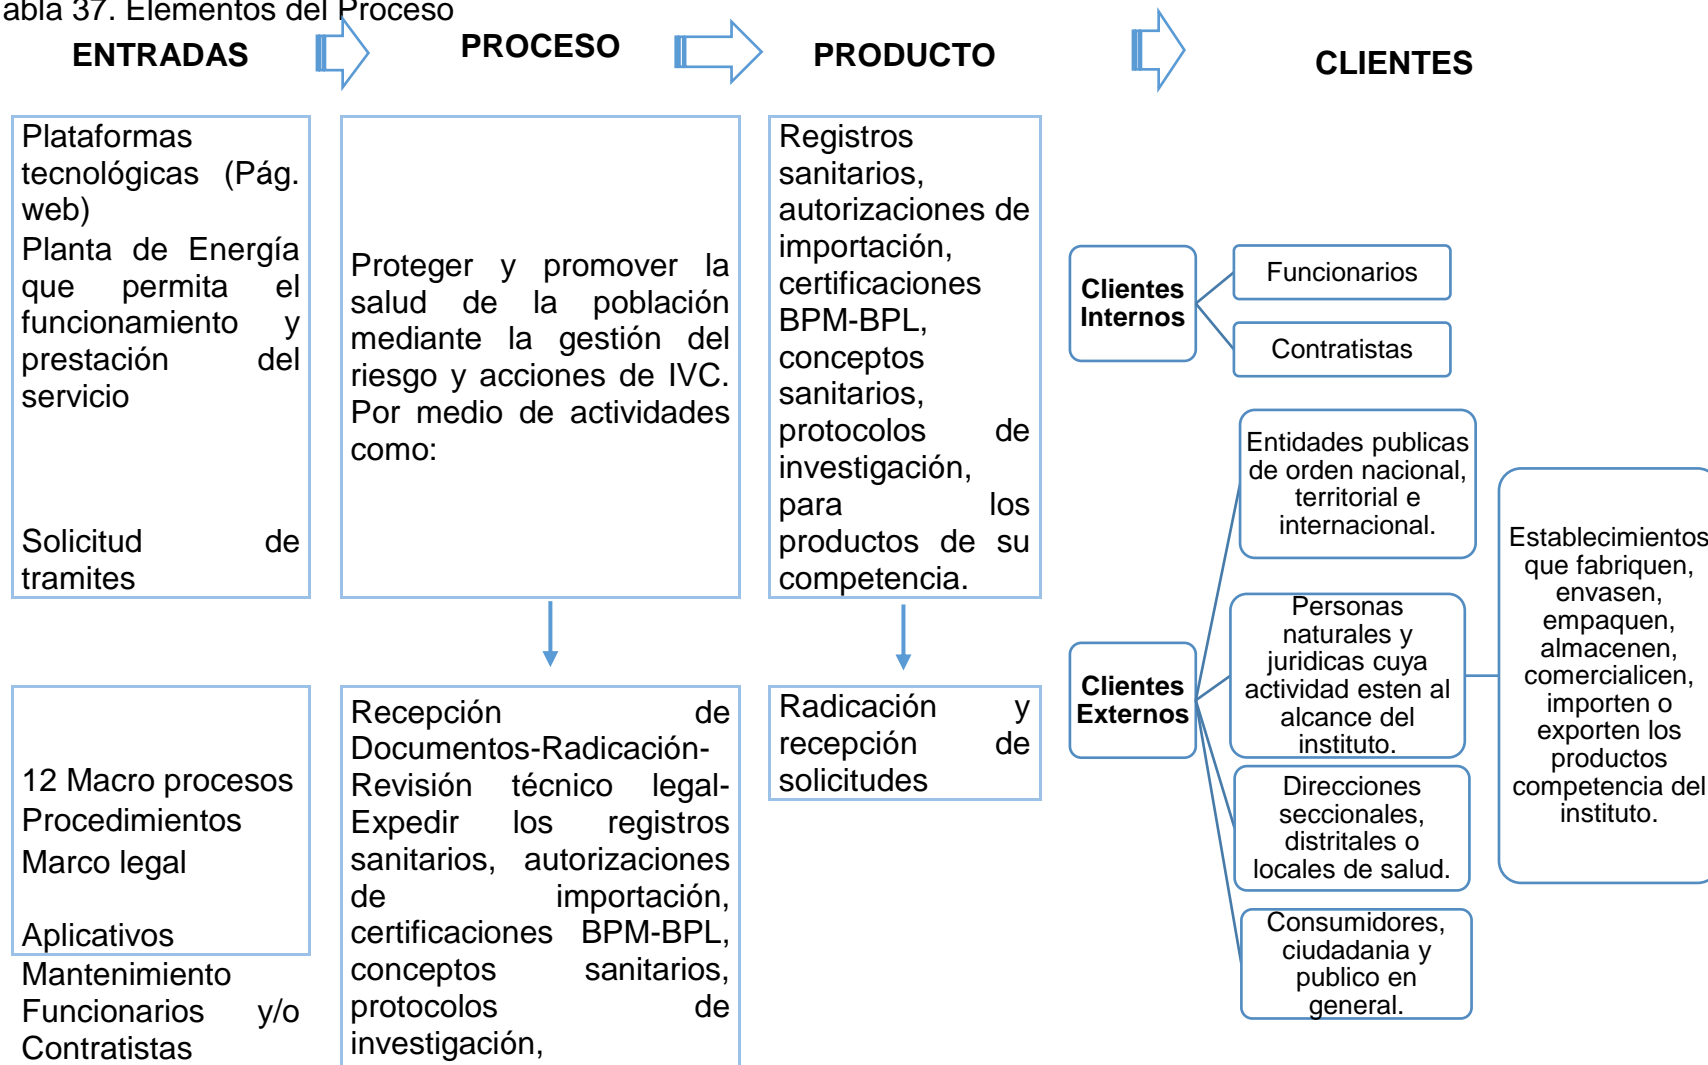 abla 37. Elementos del Proceso
ENTRADAS
PROCESO
PRODUCTO
CLIENTES
Plataformas
tecnológicas (Pág.
web)
Planta de Energía
que permita el
funcionamiento y
prestación del
servicio
Solicitud de
tramites
12 Macro procesos
Procedimientos
Marco legal
Aplicativos
Mantenimiento
Funcionarios y/o
Contratistas
Proteger y promover la
salud de la población
mediante la gestión del
riesgo y acciones de IVC.
Por medio de actividades
como:
Recepción de
Documentos-Radicación-
Revisión técnico legal-
Expedir los registros
sanitarios, autorizaciones
de importación,
certificaciones BPM-BPL,
conceptos sanitarios,
protocolos de
investigación,
Registros
sanitarios,
autorizaciones de
importación,
certificaciones
BPM-BPL,
conceptos
sanitarios,
protocolos de
investigación,
para los
productos de su
competencia.
Radicación y
recepción de
solicitudes
Clientes
Internos
Funcionarios
Contratistas
Clientes
Externos
Entidades publicas
de orden nacional,
territorial e
internacional.
Personas
naturales y
juridicas cuya
actividad esten al
alcance del
instituto.
Direcciones
seccionales,
distritales o
locales de salud.
Consumidores,
ciudadania y
publico en
general.
Establecimientos
que fabriquen,
envasen,
empaquen,
almacenen,
comercialicen,
importen o
exporten los
productos
competencia del
instituto.